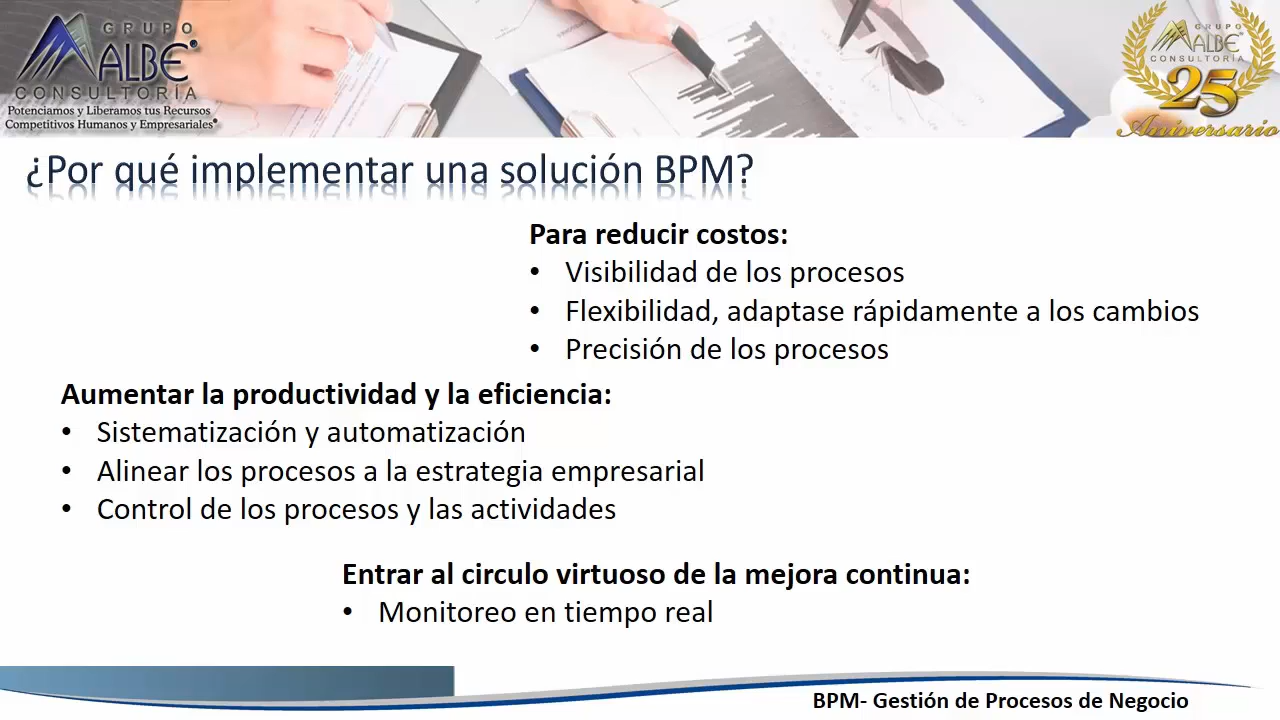 GRUPO
ALBE
CONSULTORÍA
Potenciamos y Liberamos tus Recursos
Competitivos Humanos y Empresariales®
GRUPO
ALBE
CONSULTORÍA
25
Aniversario
¿Por qué implementar una solución BPM?
Para reducir costos:
• Visibilidad de los procesos
• Flexibilidad, adaptase rápidamente a los cambios
• Precisión de los procesos
Aumentar la productividad y la eficiencia:
• Sistematización y automatización
• Alinear los procesos a la estrategia empresarial
• Control de los procesos y las actividades
Entrar al circulo virtuoso de la mejora continua:
• Monitoreo en tiempo real
BPM- Gestión de Procesos de Negocio